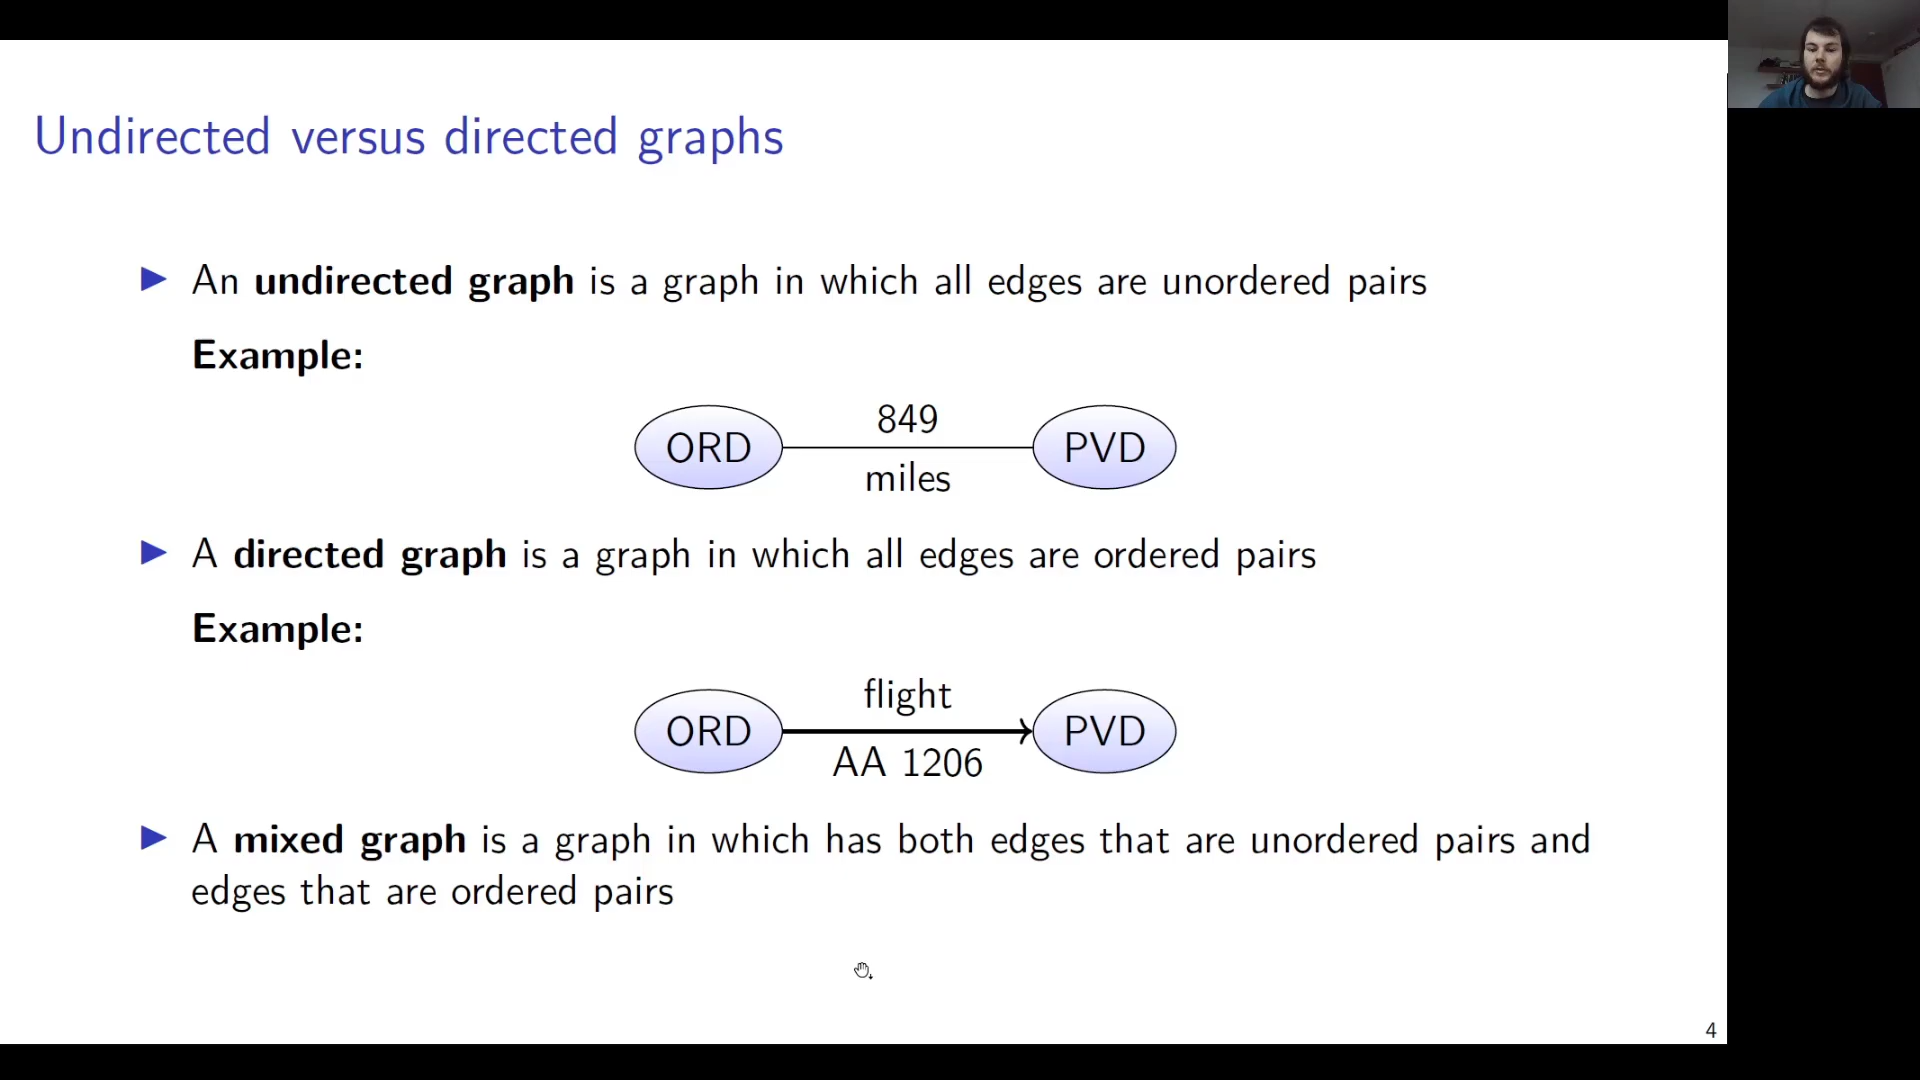 Undirected versus directed graphs
An undirected graph is a graph in which all edges are unordered pairs
Example:
849
ORD PVD
miles
A directed graph is a graph in which all edges are ordered pairs
Example:
flight
ORD PVD
AA 1206
A mixed graph is a graph in which has both edges that are unordered pairs and
edges that are ordered pairs
4